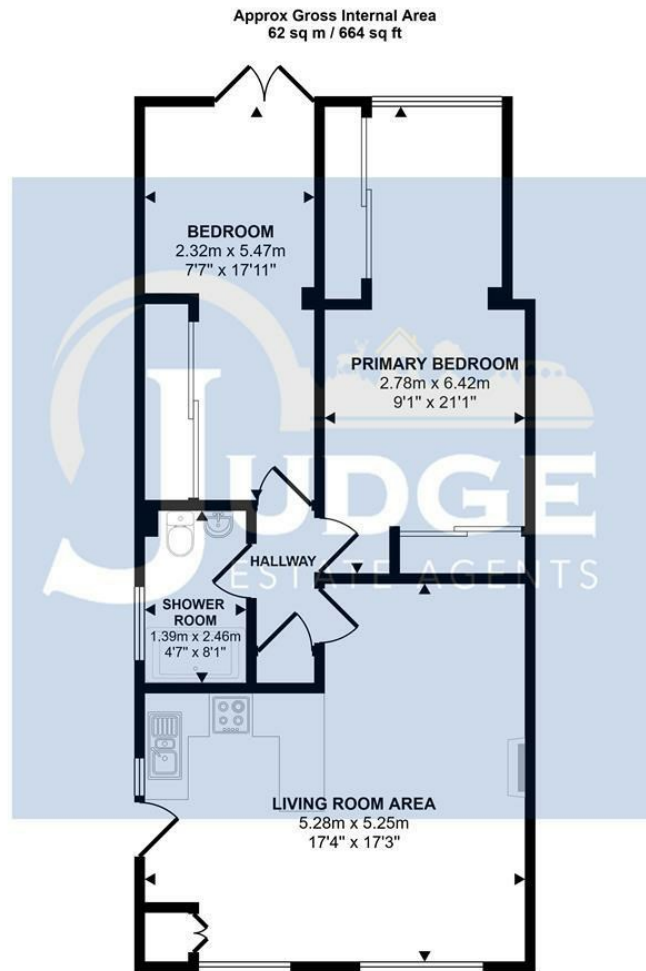 Approx Gross Internal Area
62 sq m / 664 sq ft
BEDROOM
2.32m x 5.47m
7'7" x 17'11"
PRIMARY BEDROOM
2.78m x 6.42m
9'1" x 21'1"
JUDGE
ESTATE AGENTS
HALLWAY
SHOWER
ROOM
1.39m x 2.46m
4'7" x 8'1"
LIVING ROOM AREA
5.28m x 5.25m
17'4" x 17'3"